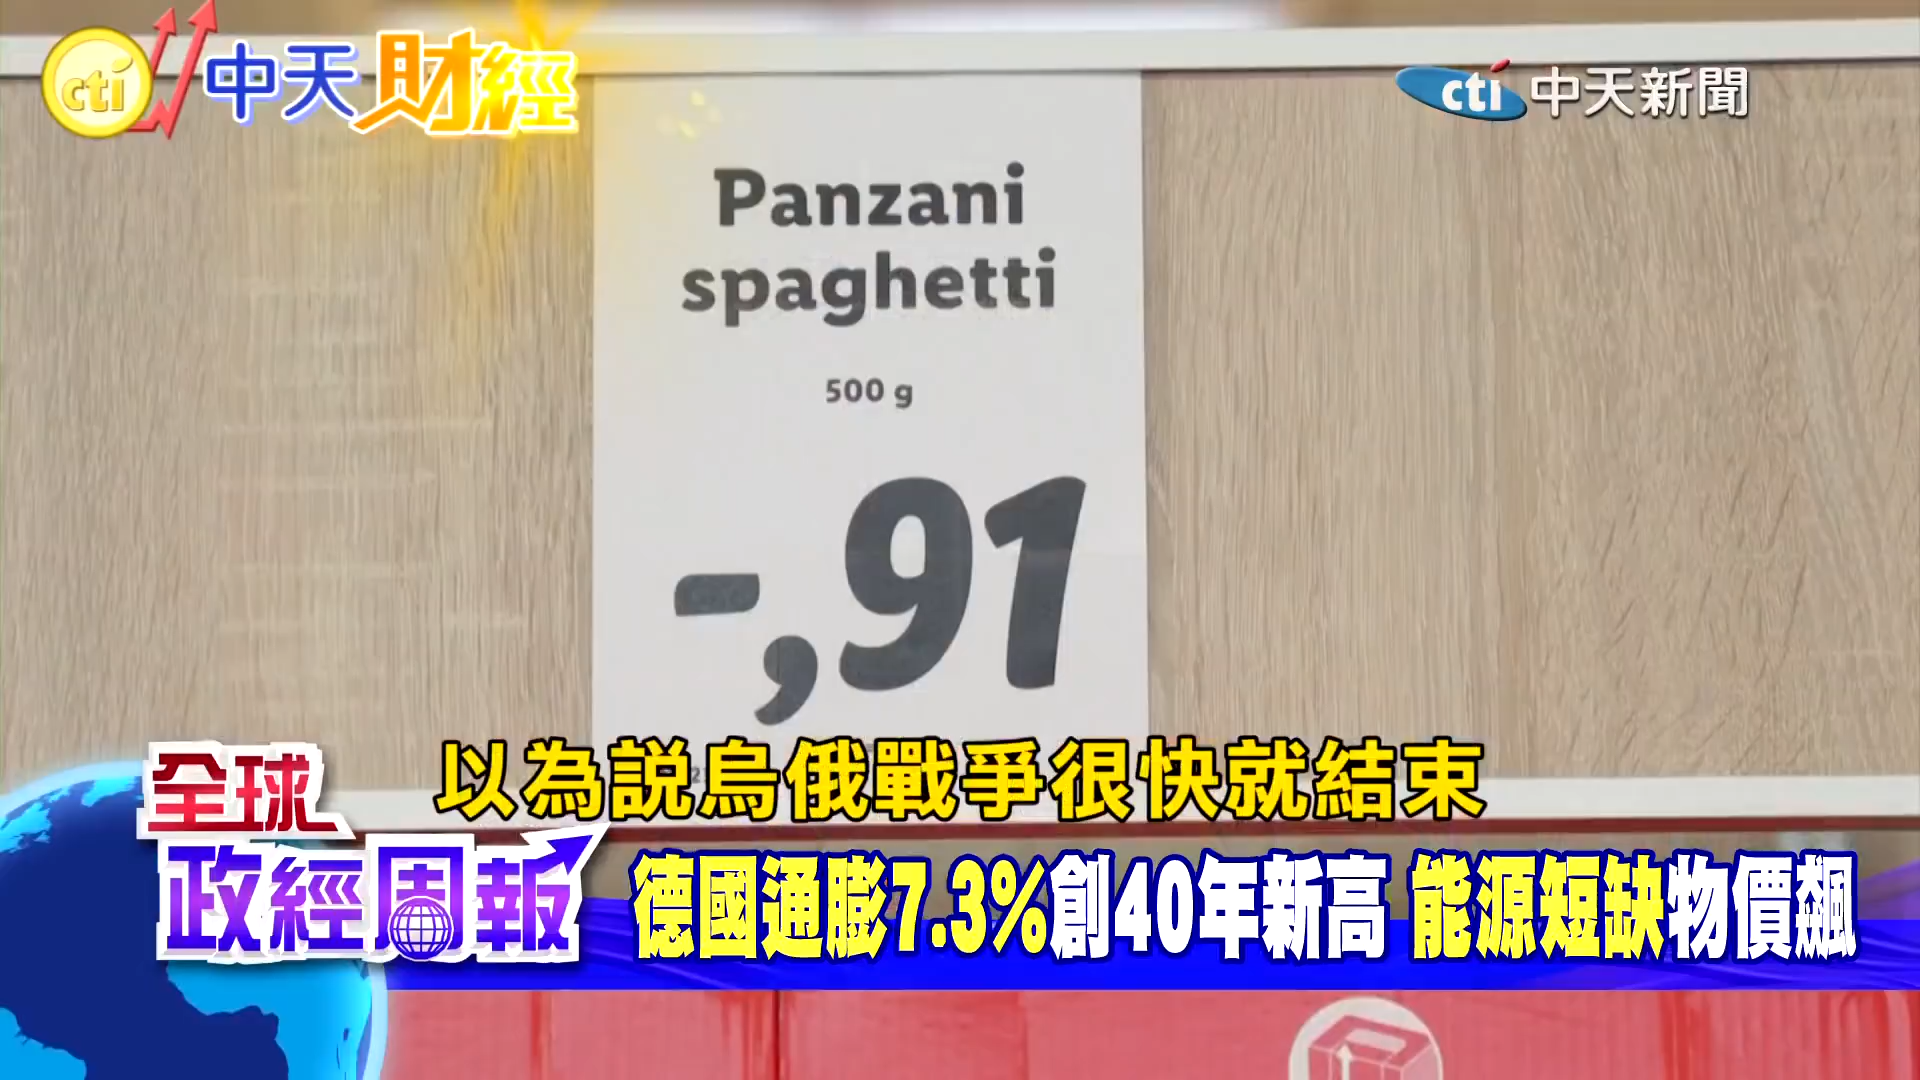 cti 中天財經
cti 中天新聞
Panzani
spaghetti
500 g
-,91
以為説烏俄戰爭很快就結束
全球
政經周報
德國通膨7.3%創40年新高 能源短缺物價飆